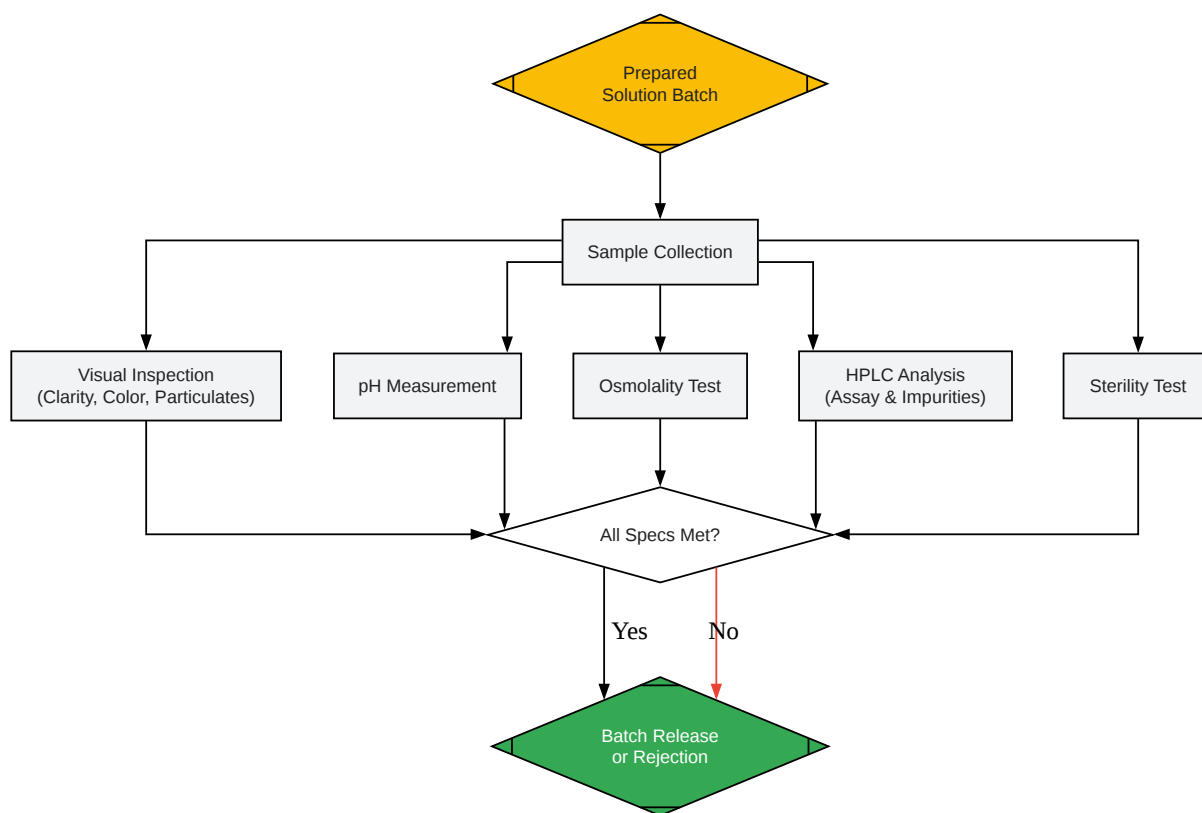 Prepared
Solution Batch
Sample Collection
Visual Inspection
(Clarity, Color, Particulates)
pH Measurement
Osmolality Test
HPLC Analysis
(Assay & Impurities)
Sterility Test
All Specs Met?
Yes
No
Batch Release
or Rejection